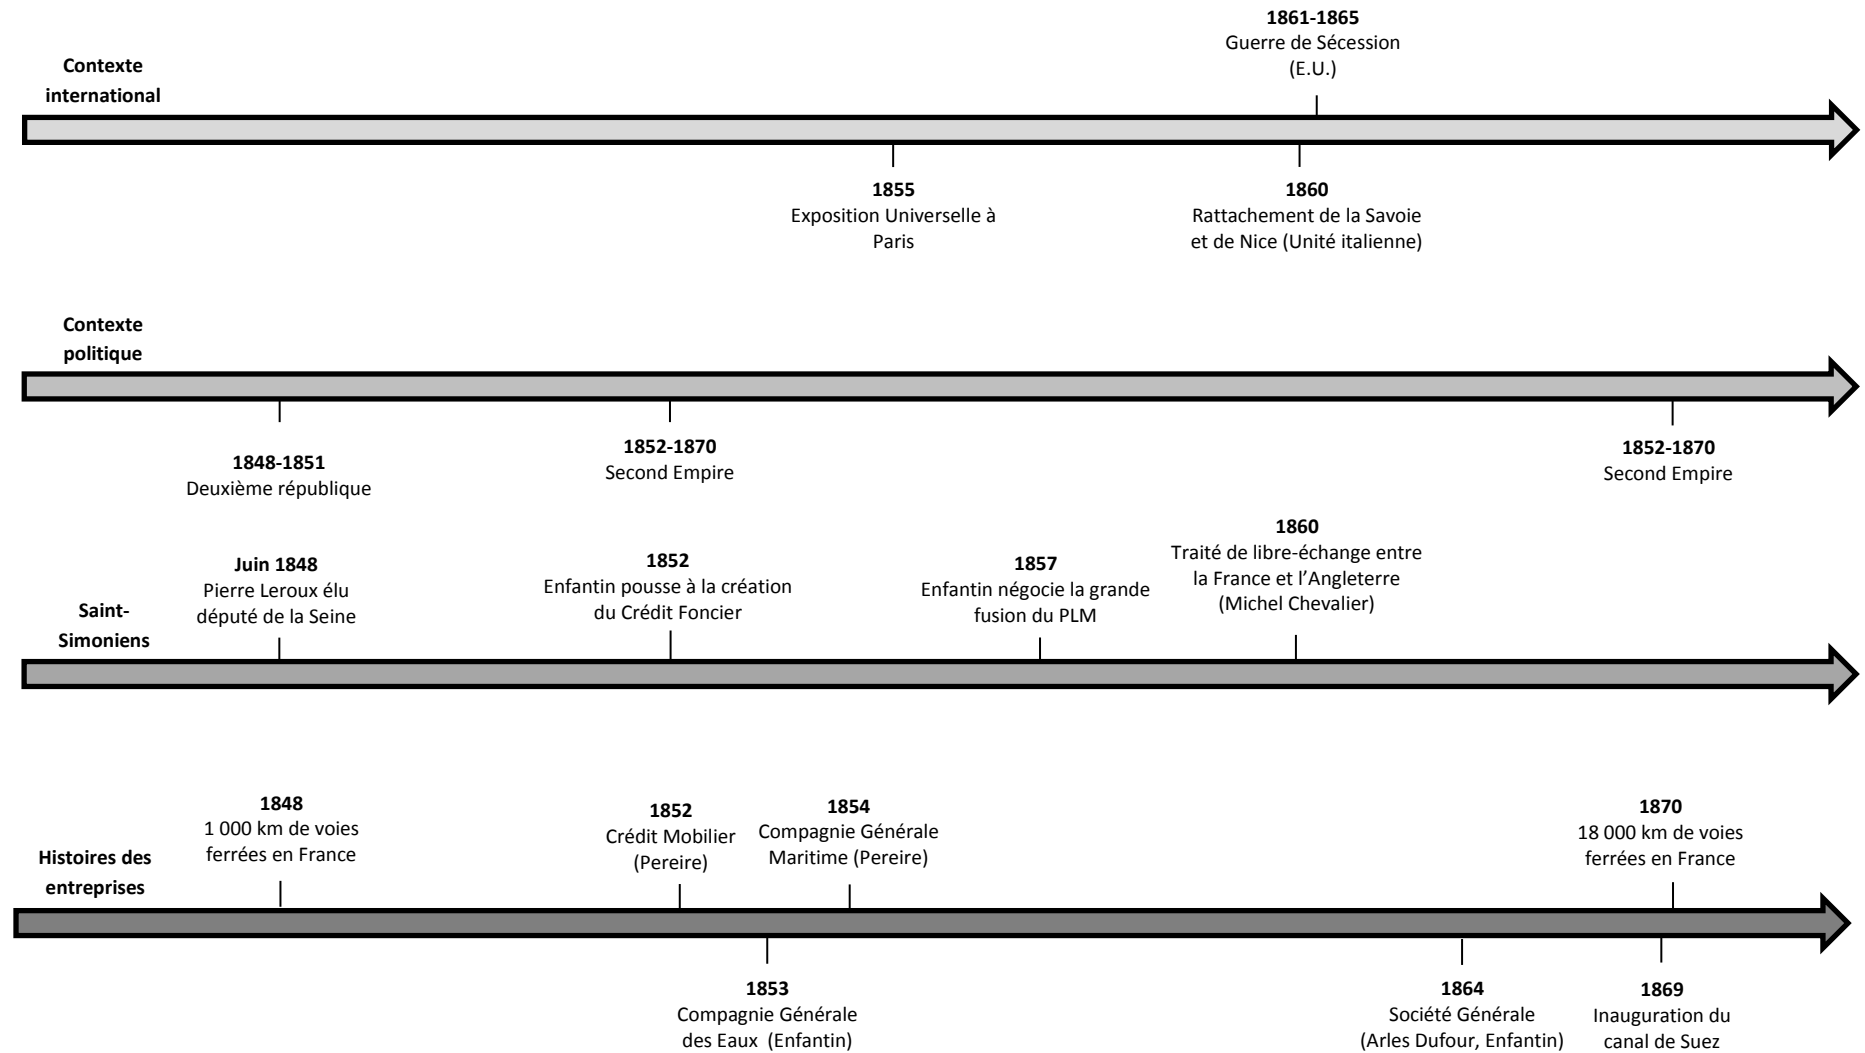 1861-1865
Guerre de Sécession
(E.U.)
Contexte
international
1855
Exposition Universelle à
Paris
1860
Rattachement de la Savoie
et de Nice (Unité italienne)
Contexte
politique
1848-1851
Deuxième république
1852-1870
Second Empire
1852-1870
Second Empire
Saint-
Simoniens
Juin 1848
Pierre Leroux élu
député de la Seine
1852
Enfantin pousse à la création
du Crédit Foncier
1857
Enfantin négocie la grande
fusion du PLM
1860
Traité de libre-échange entre
la France et l’Angleterre
(Michel Chevalier)
Histoires des
entreprises
1848
1 000 km de voies
ferrées en France
1852
Crédit Mobilier
(Pereire)
1854
Compagnie Générale
Maritime (Pereire)
1870
18 000 km de voies
ferrées en France
1853
Compagnie Générale
des Eaux (Enfantin)
1864
Société Générale
(Arles Dufour, Enfantin)
1869
Inauguration du
canal de Suez